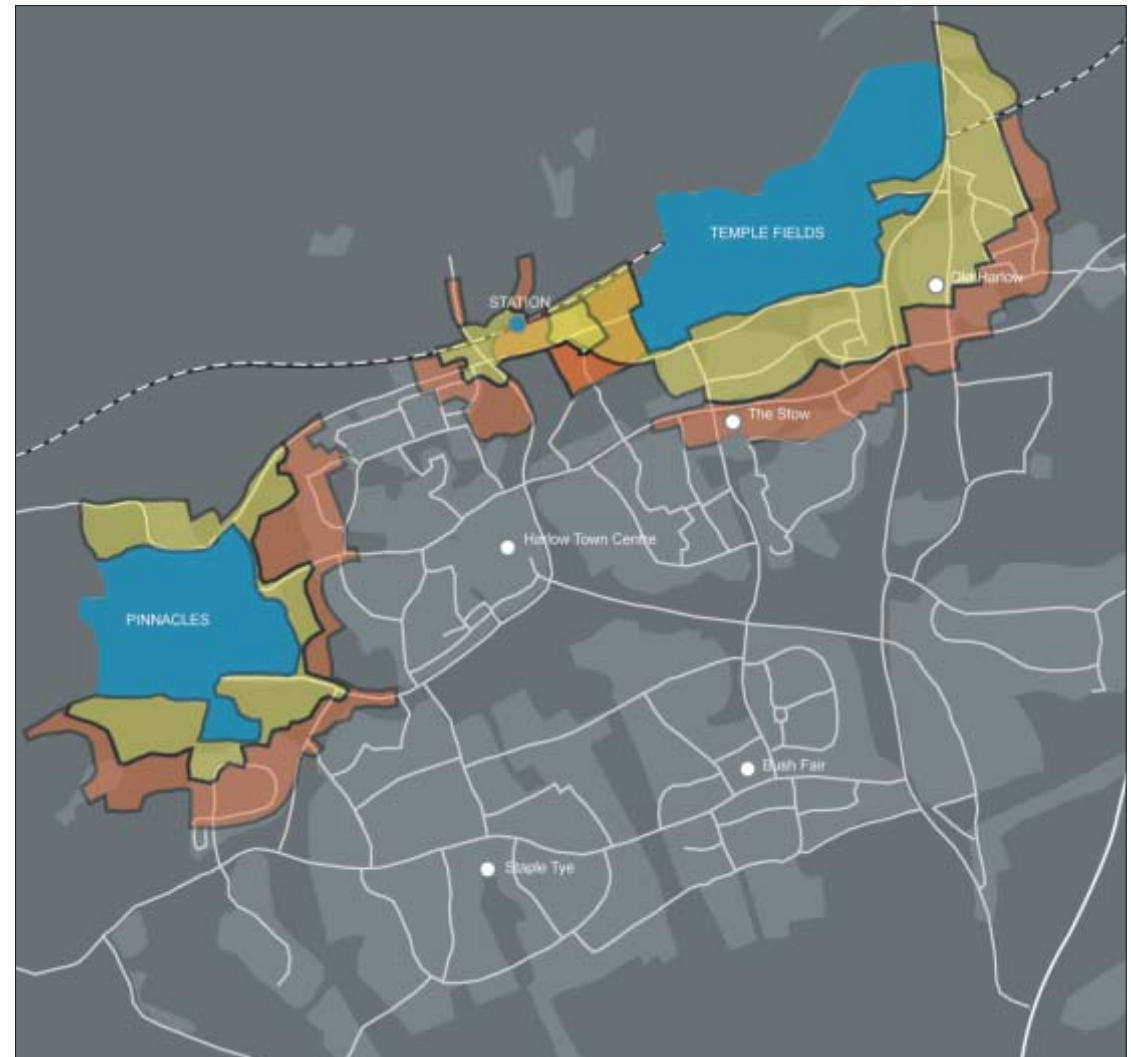 TEMPLE FIELDS
Old Harlow
STATION
The Stow
Harlow Town Centre
PINNACLES
Bush Fair
Staple Tye